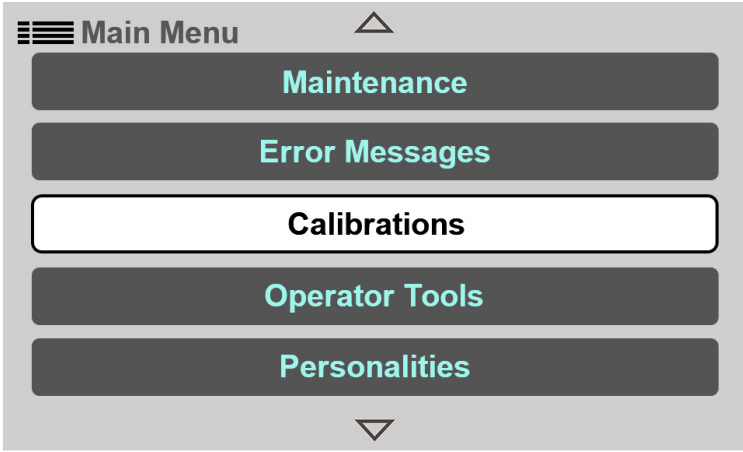 Main Menu
Maintenance
Error Messages
Calibrations
Operator Tools
Personalities